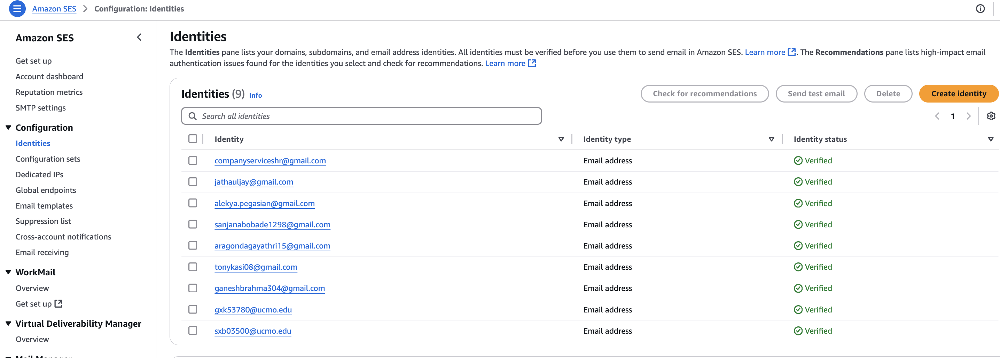 Amazon SES > Configuration: Identities
Amazon SES
Get set up
Account dashboard
Reputation metrics
SMTP settings
Configuration
Identities
Configuration sets
Dedicated IPs
Global endpoints
Email templates
Suppression list
Cross-account notifications
Email receiving
WorkMail
Overview
Get set up
Virtual Deliverability Manager
Overview
Mail Manager
Identities
The Identities pane lists your domains, subdomains, and email address identities. All identities must be verified before you use them to send email in Amazon SES. Learn more. The Recommendations pane lists high-impact email
authentication issues found for the identities you select and check for recommendations. Learn more
Identities (9) Info
Check for recommendations
Send test email
Delete
Create identity
Search all identities
1
Identity Identity type Identity status
companyserviceshr@gmail.com Email address Verified
jathauljay@gmail.com Email address Verified
alekya.pegasian@gmail.com Email address Verified
sanjanabobade1298@gmail.com Email address Verified
aragondagayathri15@gmail.com Email address Verified
tonykasi08@gmail.com Email address Verified
ganeshbrahma304@gmail.com Email address Verified
gxk53780@ucmo.edu Email address Verified
sxb03500@ucmo.edu Email address Verified